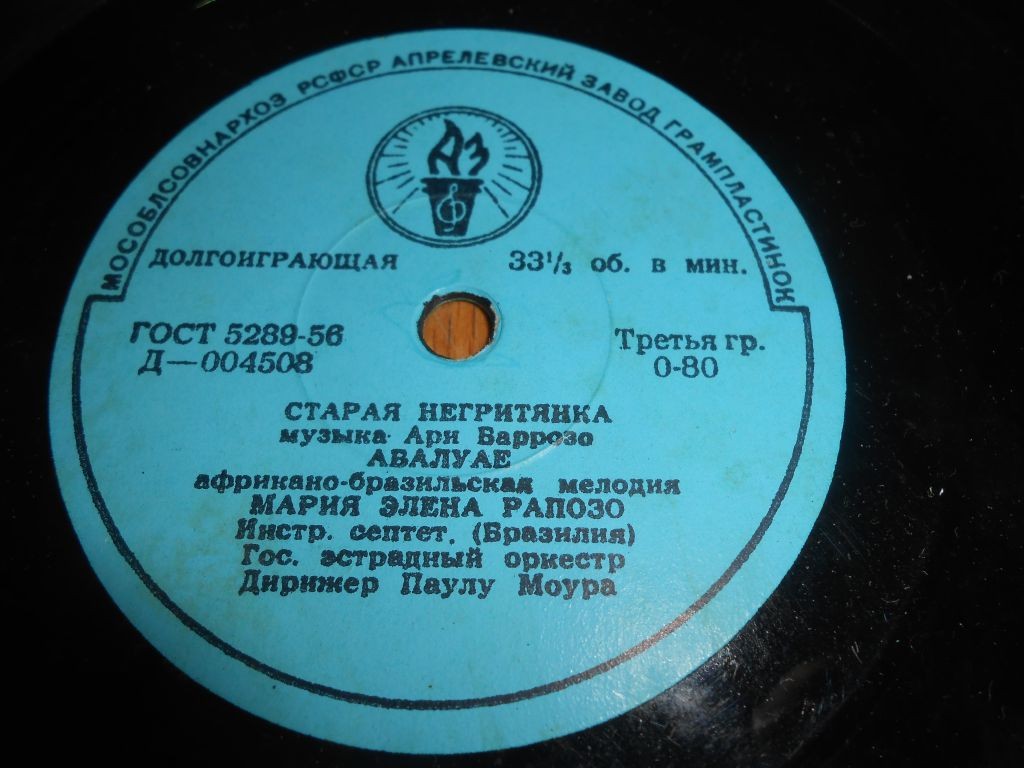 МОСОБЛСОВНАРХОЗ РСФСР АПРЕЛЕВСКИЙ ЗАВОД ГРАМПЛАСТИНОК
АЗ
ДОЛГОИГРАЮЩАЯ 33⅓ об. в мин.
ГОСТ 5289-56 Третья гр.
Д—004508 0-80
СТАРАЯ НЕГРИТЯНКА
музыка Ари Баррозо
АВАЛУАЕ
африкано-бразильская мелодия
МАРИЯ ЭЛЕНА РАПОЗО
Инстр. септет. (Бразилия)
Гос. эстрадный оркестр
Дирижер Паулу Моура